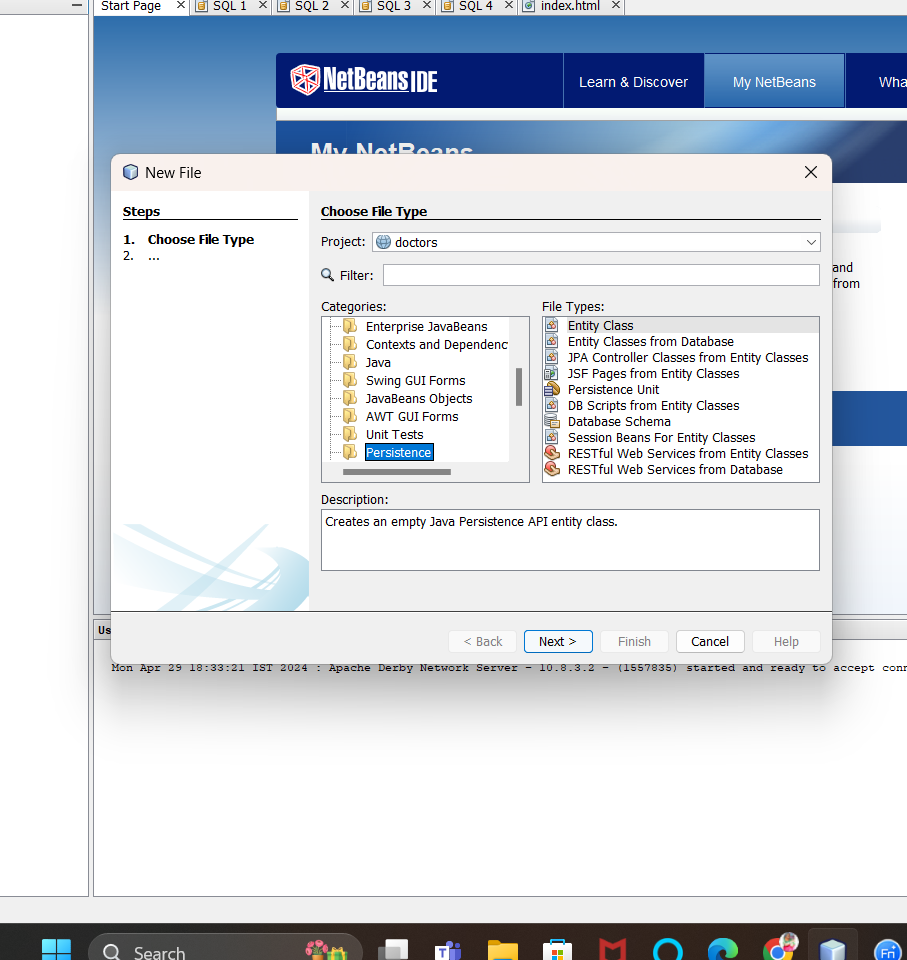 Start Page SQL 1 SQL 2 SQL 3 SQL 4 index.html
NetBeans IDE Learn & Discover My NetBeans
My NetBeans
New File
Steps
1. Choose File Type
2. ...
Choose File Type
Project: doctors
Filter:
Categories:
Enterprise JavaBeans
Contexts and Dependenc
Java
Swing GUI Forms
JavaBeans Objects
AWT GUI Forms
Unit Tests
Persistence
File Types:
Entity Class
Entity Classes from Database
JPA Controller Classes from Entity Classes
JSF Pages from Entity Classes
Persistence Unit
DB Scripts from Entity Classes
Database Schema
Session Beans For Entity Classes
RESTful Web Services from Entity Classes
RESTful Web Services from Database
Description:
Creates an empty Java Persistence API entity class.
and
from
< Back Next > Finish Cancel Help
Mon Apr 29 18:33:21 IST 2024 : Apache Derby Network Server - 10.8.3.2 - (1557835) started and ready to accept
Search